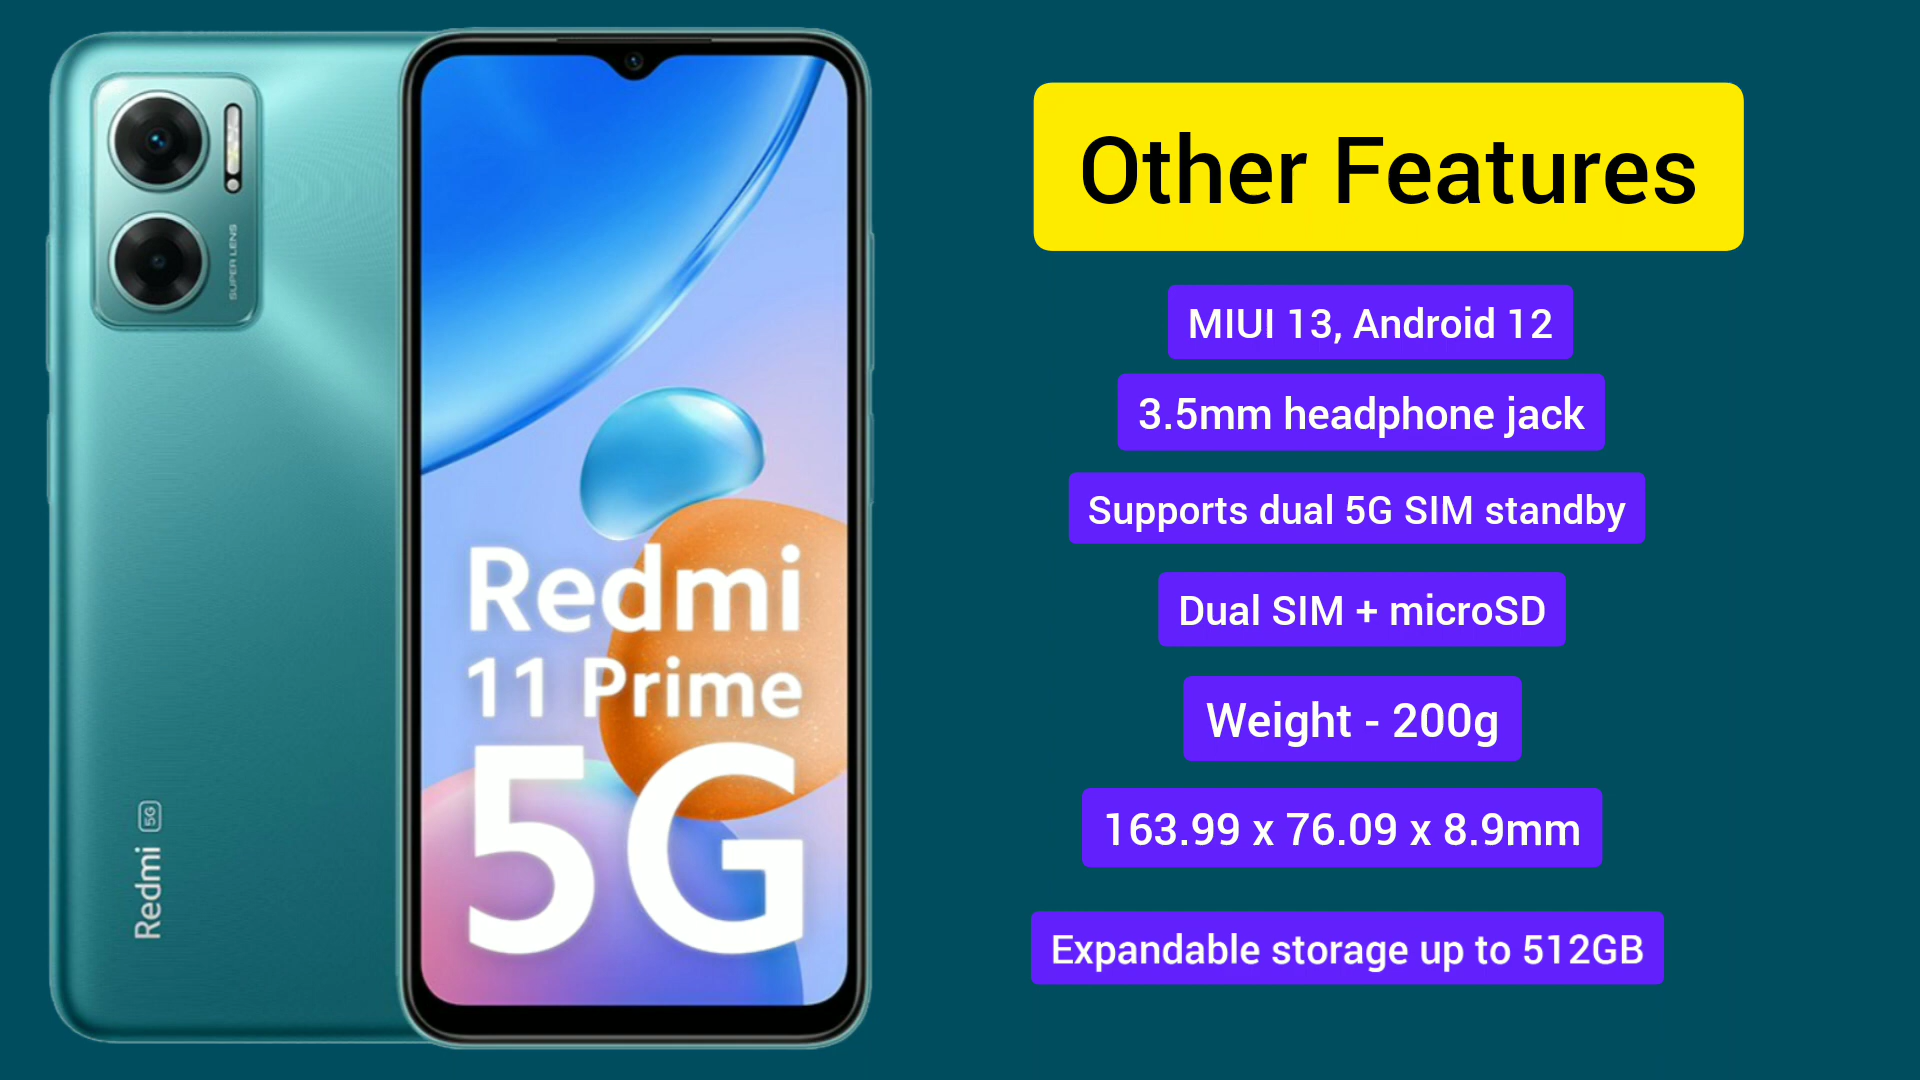 SUPER LENS
Redmi 5G
Redmi
11 Prime
5G
Other Features
MIUI 13, Android 12
3.5mm headphone jack
Supports dual 5G SIM standby
Dual SIM + microSD
Weight - 200g
163.99 x 76.09 x 8.9mm
Expandable storage up to 512GB